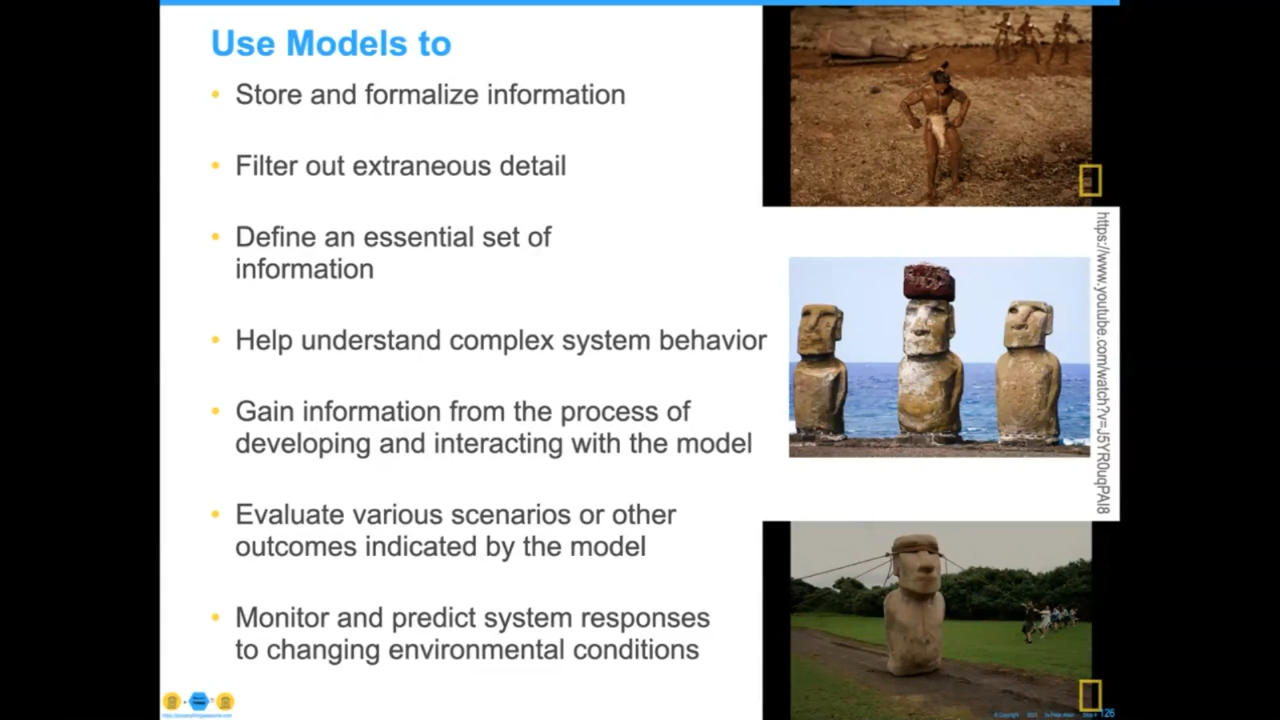 Use Models to
• Store and formalize information
• Filter out extraneous detail
• Define an essential set of
information
• Help understand complex system behavior
• Gain information from the process of
developing and interacting with the model
• Evaluate various scenarios or other
outcomes indicated by the model
• Monitor and predict system responses
to changing environmental conditions
https://www.youtube.com/watch?v=J5YR0uqPAI8
© Copyright
126